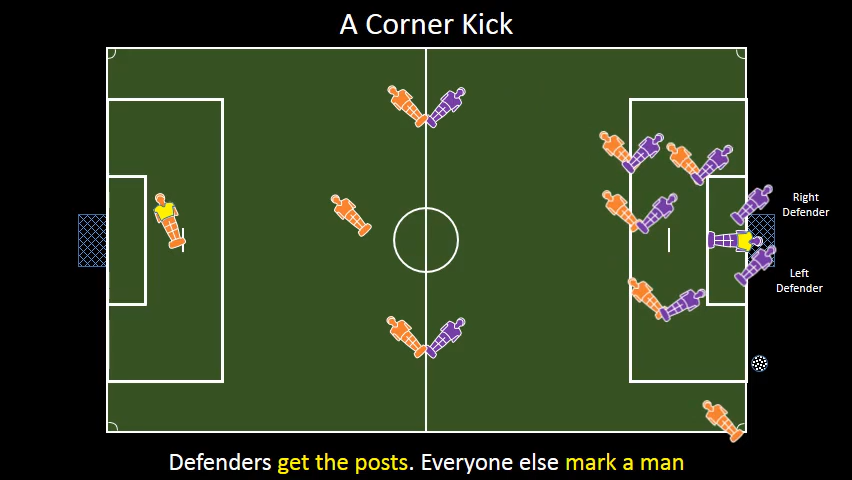 A Corner Kick
Right
Defender
Left
Defender
Defenders get the posts. Everyone else mark a man